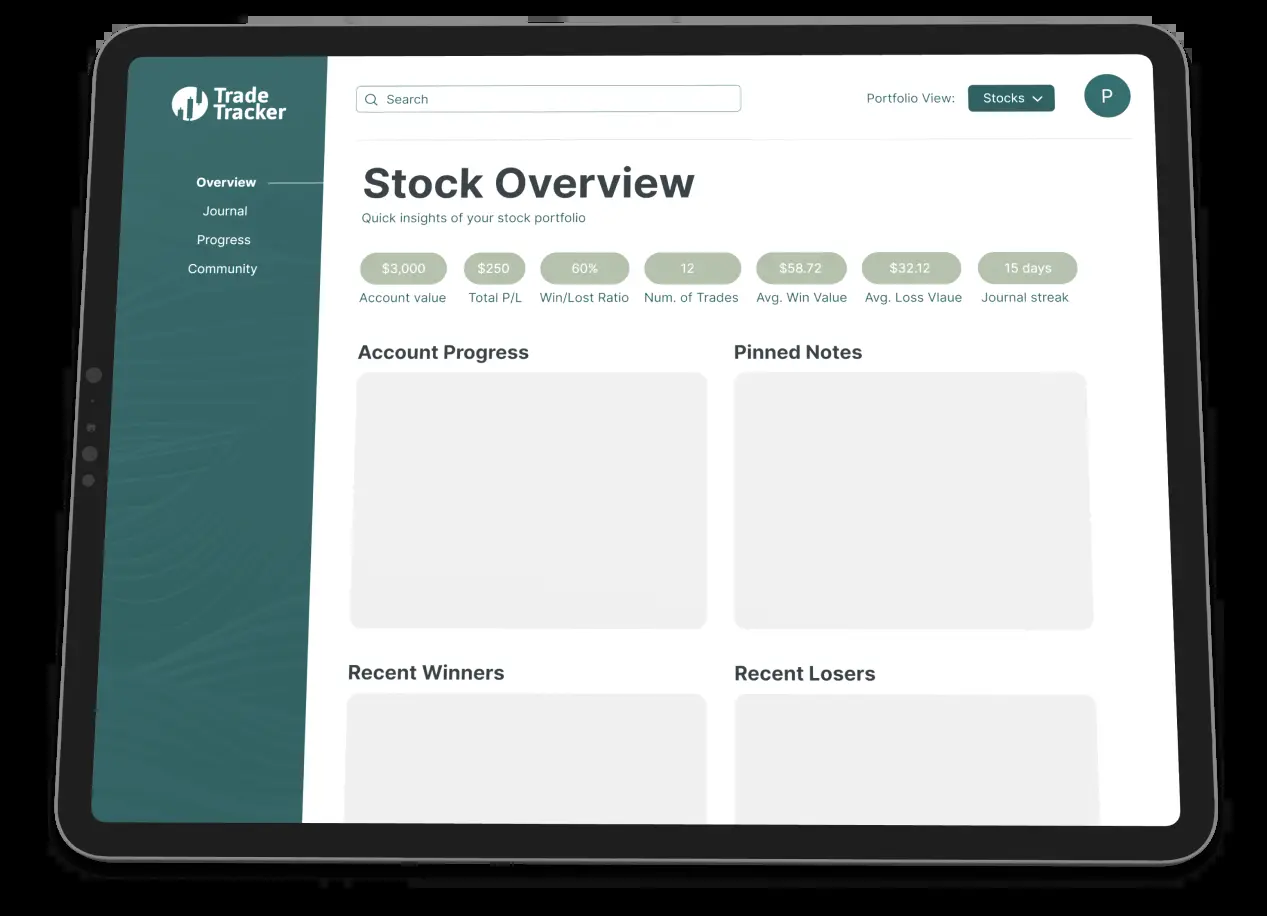 Trade
Tracker
Search
Portfolio View:
Stocks
P
Overview
Journal
Progress
Community
Stock Overview
Quick insights of your stock portfolio
$3,000
$250
60%
12
$58.72
$32.12
15 days
Account value
Total P/L
Win/Lost Ratio
Num. of Trades
Avg. Win Value
Avg. Loss Vlaue
Journal streak
Account Progress
Pinned Notes
Recent Winners
Recent Losers